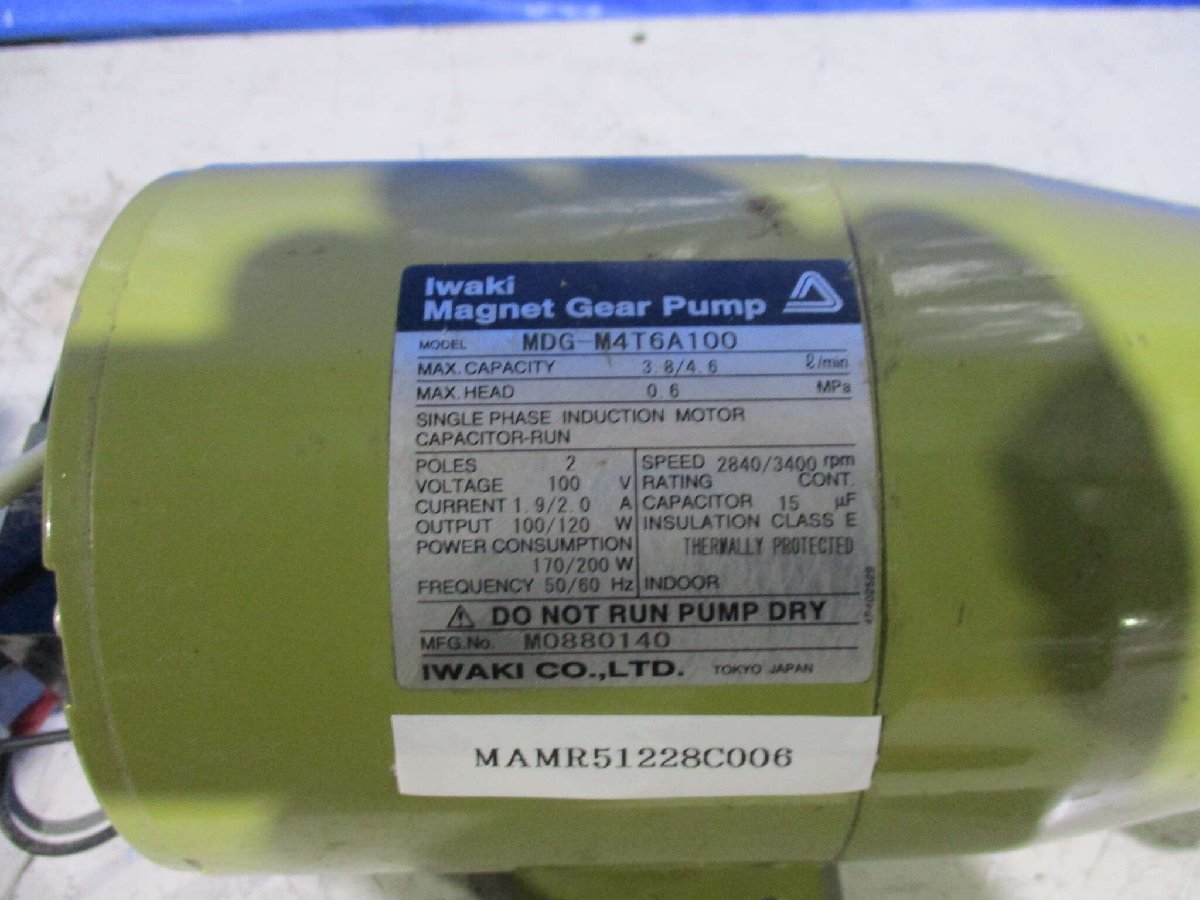 Iwaki
Magnet Gear Pump
MODEL MDG-M4T6A100
MAX. CAPACITY 3.8/4.6 ℓ/min
MAX. HEAD 0.6 MPa
SINGLE PHASE INDUCTION MOTOR
CAPACITOR-RUN
POLES 2
VOLTAGE 100 V
CURRENT 1.9/2.0 A
OUTPUT 100/120 W
POWER CONSUMPTION
170/200 W
FREQUENCY 50/60 Hz
SPEED 2840/3400 rpm
RATING CONT.
CAPACITOR 15 μF
INSULATION CLASS E
THERMALLY PROTECTED
INDOOR
DO NOT RUN PUMP DRY
MFG.No. M0880140
IWAKI CO.,LTD. TOKYO JAPAN
MAMR51228C006